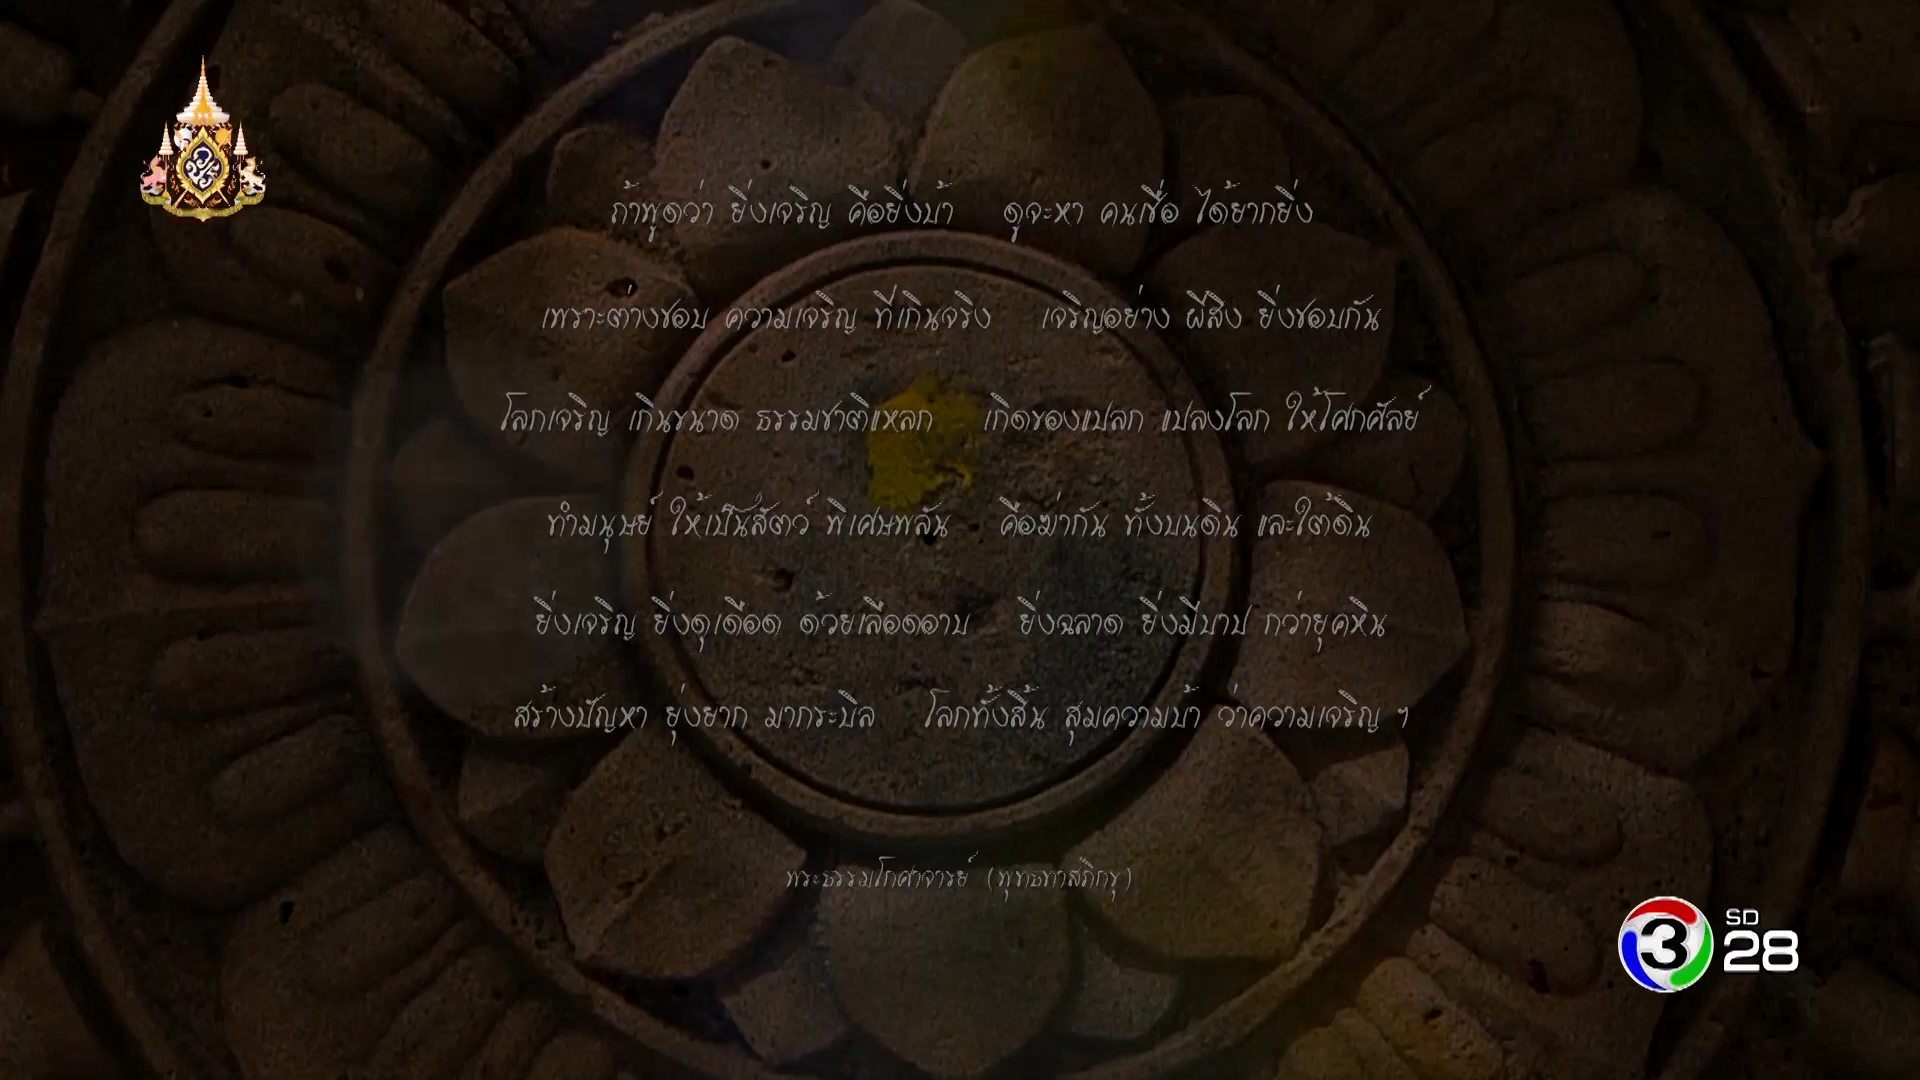 ถ้าพูดว่า ยิ่งเจริญ คือยิ่งบ้า ดูจะหา คนเชื่อ ได้ยากยิ่ง
เพราะต่างชอบ ความเจริญ ที่เกินจริง เจริญอย่าง ผีสิง ยิ่งชอบกัน
โลกเจริญ เกินขนาด ธรรมชาติแหลก เกิดของแปลก แปลงโลก ให้โศกศัลย์
ทำมนุษย์ ให้เป็นสัตว์ พิเศษพลัน คือฆ่ากัน ทั้งบนดิน และใต้ดิน
ยิ่งเจริญ ยิ่งดุเดือด ด้วยเลือดอาบ ยิ่งฉลาด ยิ่งมีบาป กว่ายุคหิน
สร้างปัญหา ยุ่งยาก มากระบิล โลกทั้งสิ้น สุมความบ้า ว่าความเจริญ ฯ
พระธรรมโกศาจารย์ (พุทธทาสภิกขุ)
3 SD 28